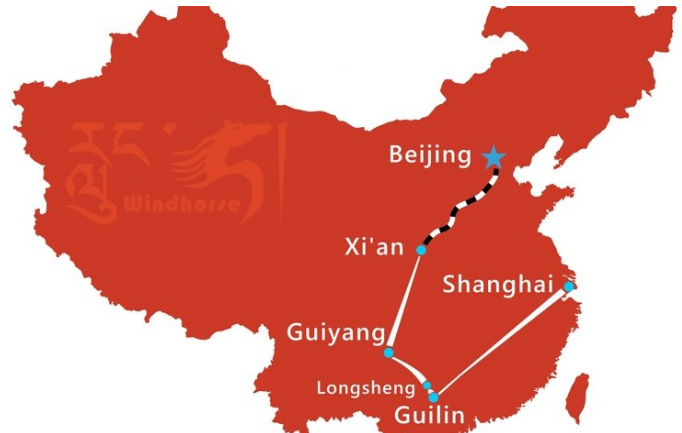 Beijing
རྟ་
ལུང་
Windhorse
Xi'an
Shanghai
Guiyang
Longsheng
Guilin